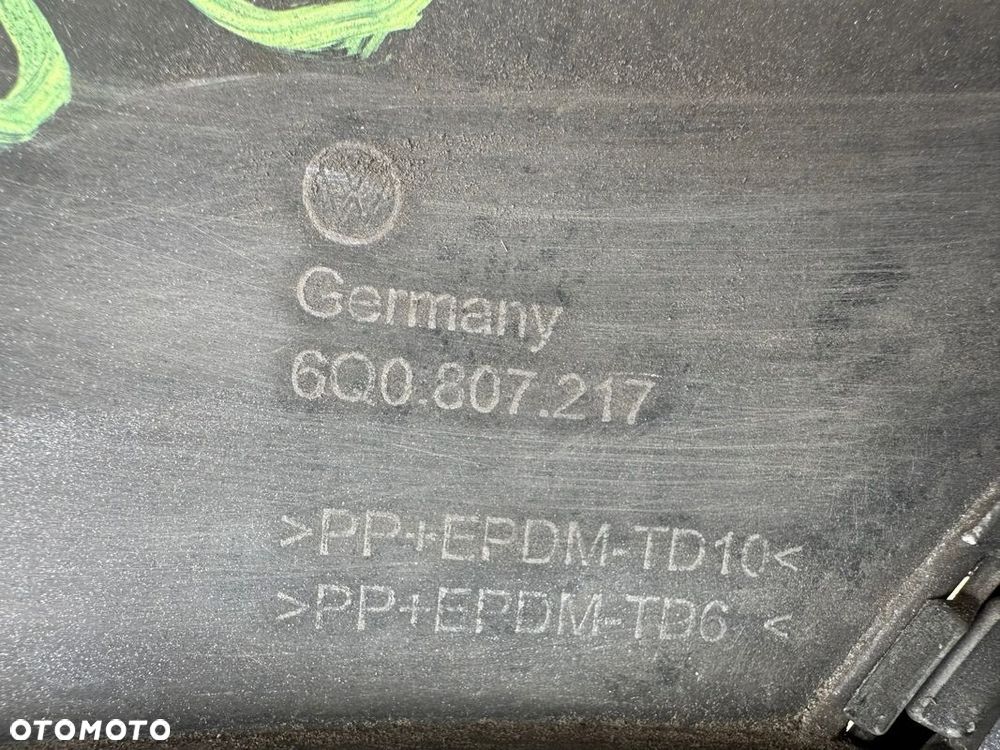 Germany
6Q0.807.217
>PP+EPDM-TD10<
>PP+EPDM-TD6 <
OTOMOTO